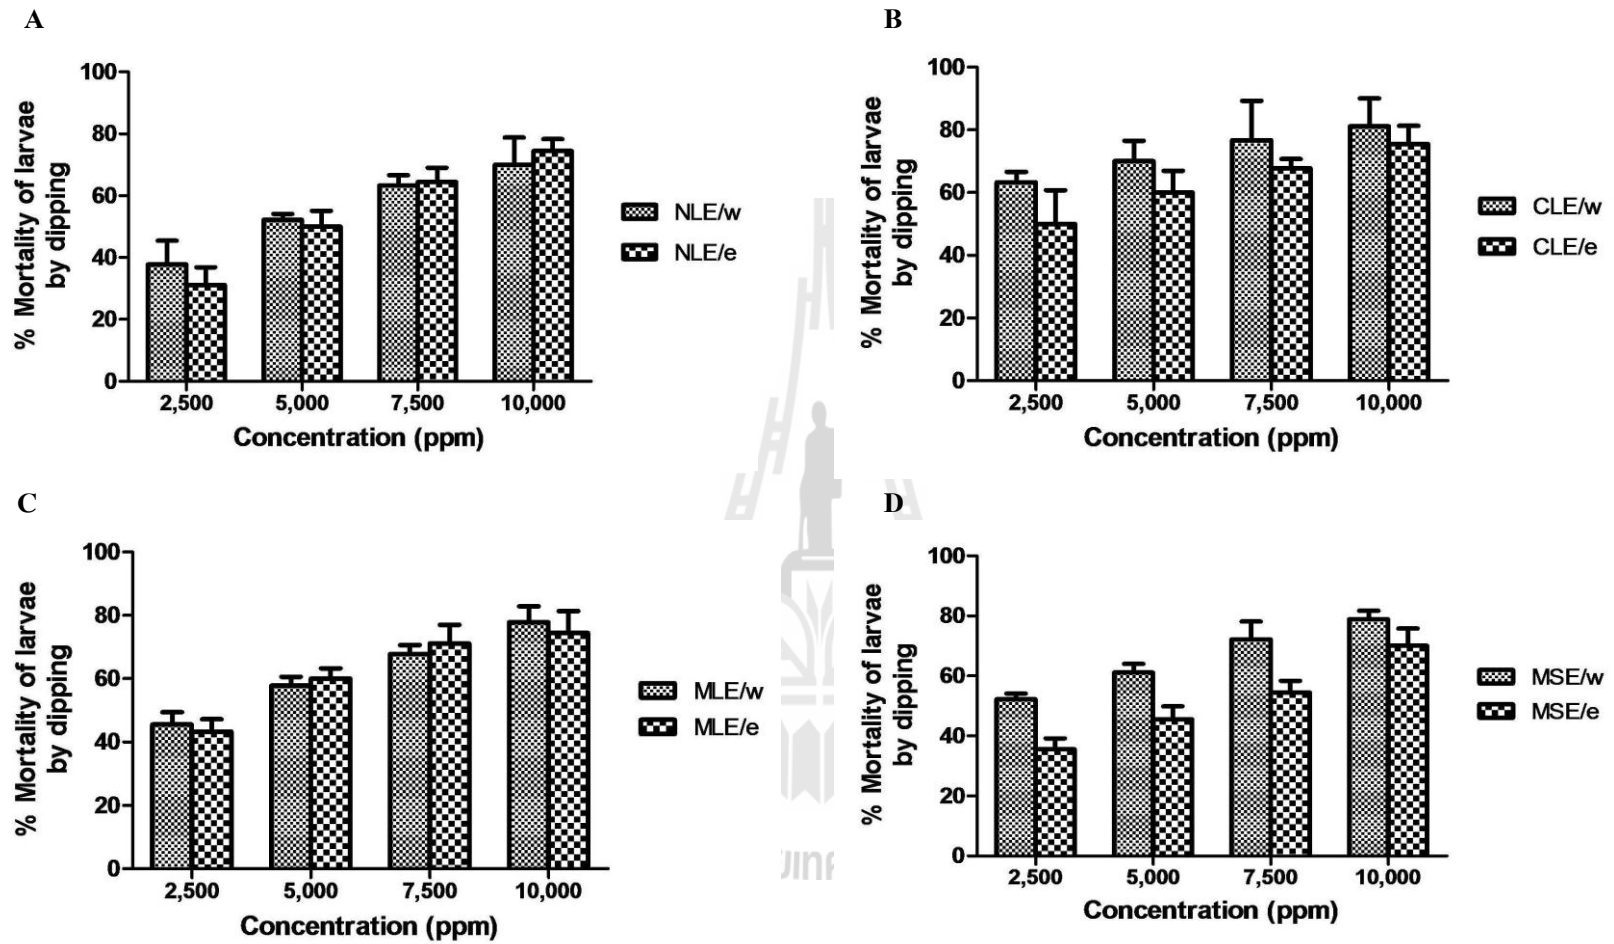 A
% Mortality of larvae
by dipping
100
80
60
40
20
0
2,500 5,000 7,500 10,000
Concentration (ppm)
NLE/w
NLE/e
B
% Mortality of larvae
by dipping
100
80
60
40
20
0
2,500 5,000 7,500 10,000
Concentration (ppm)
CLE/w
CLE/e
C
% Mortality of larvae
by dipping
100
80
60
40
20
0
2,500 5,000 7,500 10,000
Concentration (ppm)
MLE/w
MLE/e
D
% Mortality of larvae
by dipping
100
80
60
40
20
0
2,500 5,000 7,500 10,000
Concentration (ppm)
MSE/w
MSE/e